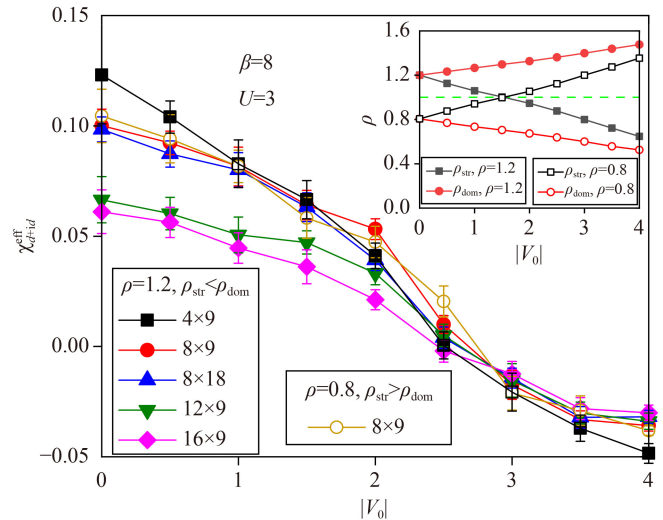 0.15
0.10
0.05
0.00
−0.05
χ^eff_{d+id}
β=8
U=3
1.6
1.2
0.8
0.4
0.0
ρ
ρ_str, ρ=1.2
ρ_dom, ρ=1.2
ρ_str, ρ=0.8
ρ_dom, ρ=0.8
0 1 2 3 4
|V_0|
ρ=1.2, ρ_str<ρ_dom
4×9
8×9
8×18
12×9
16×9
ρ=0.8, ρ_str>ρ_dom
8×9
0 1 2 3 4
|V_0|